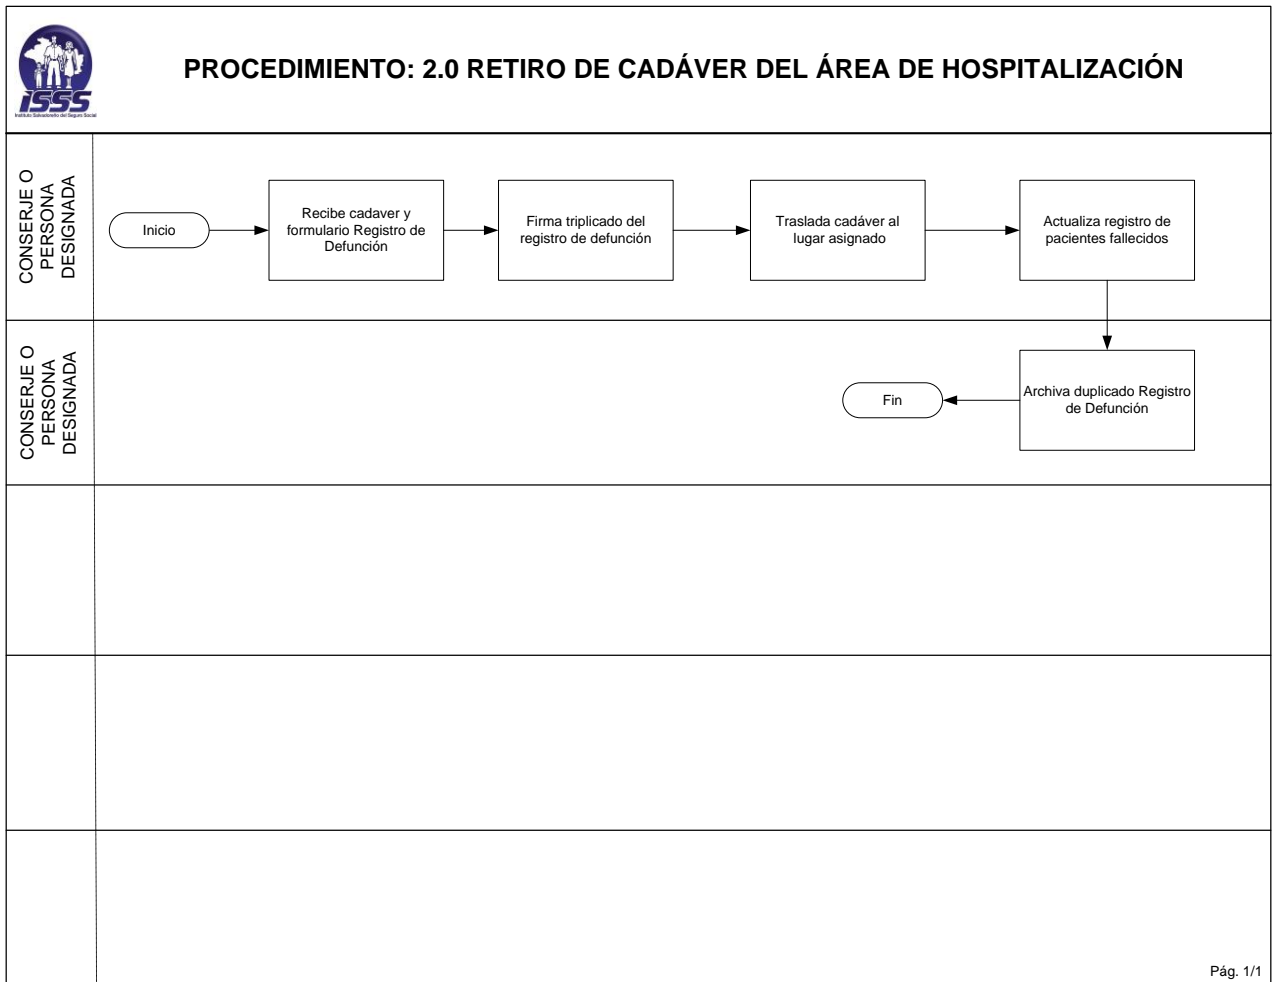 ISSS
Instituto Salvadoreño del Seguro Social
PROCEDIMIENTO: 2.0 RETIRO DE CADÁVER DEL ÁREA DE HOSPITALIZACIÓN
CONSERJE O
PERSONA
DESIGNADA
Inicio
Recibe cadaver y
formulario Registro de
Defunción
Firma triplicado del
registro de defunción
Traslada cadáver al
lugar asignado
Actualiza registro de
pacientes fallecidos
CONSERJE O
PERSONA
DESIGNADA
Fin
Archiva duplicado Registro
de Defunción
Pág. 1/1